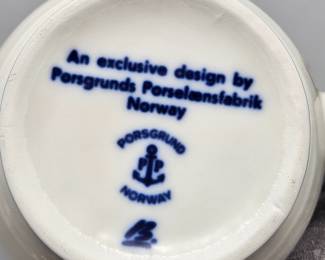 An exclusive design by
Porsgrunds Porselænsfabrik
Norway
PORSGRUND
P P
NORWAY